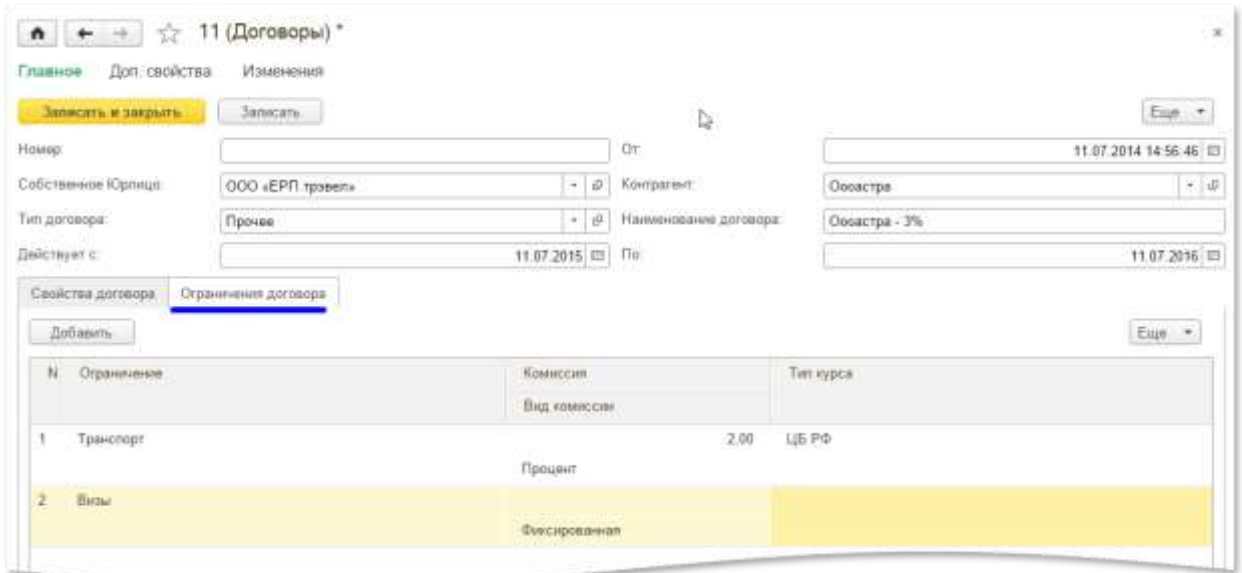 11 (Договоры) *
Главное Доп. свойства Изменения
Записать и закрыть Записать Еще
Номер: От: 11.07.2014 14:56:46
Собственное Юрлицо: ООО «ЕРП трэвел» Контрагент: Оооастра
Тип договора: Прочее Наименование договора: Оооастра - 3%
Действует с: 11.07.2015 По: 11.07.2016
Свойства договора Ограничения договора
Добавить Еще
N Ограничение Комиссия Тип курса
Вид комиссии
1 Транспорт 2,00 ЦБ РФ
Процент
2 Визы
Фиксированная